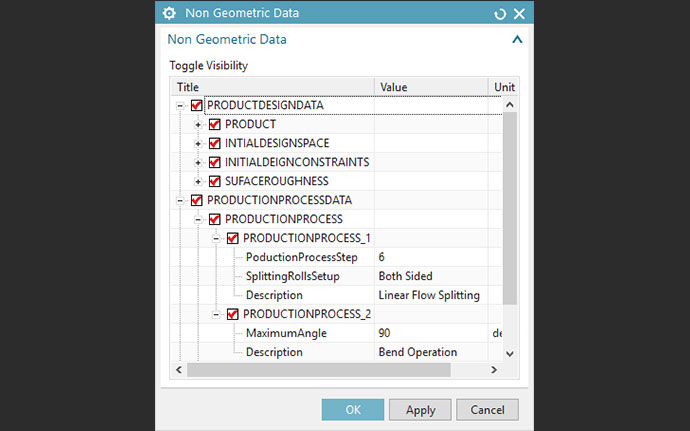 Non Geometric Data
Non Geometric Data
Toggle Visibility
Title Value Unit
PRODUCTDESIGNDATA
PRODUCT
INTIALDESIGNSPACE
INITIALDEIGNCONSTRAINTS
SUFACEROUGHNESS
PRODUCTIONPROCESSDATA
PRODUCTIONPROCESS
PRODUCTIONPROCESS_1
PoductionProcessStep 6
SplittingRollsSetup Both Sided
Description Linear Flow Splitting
PRODUCTIONPROCESS_2
MaximumAngle 90 de
Description Bend Operation
OK Apply Cancel